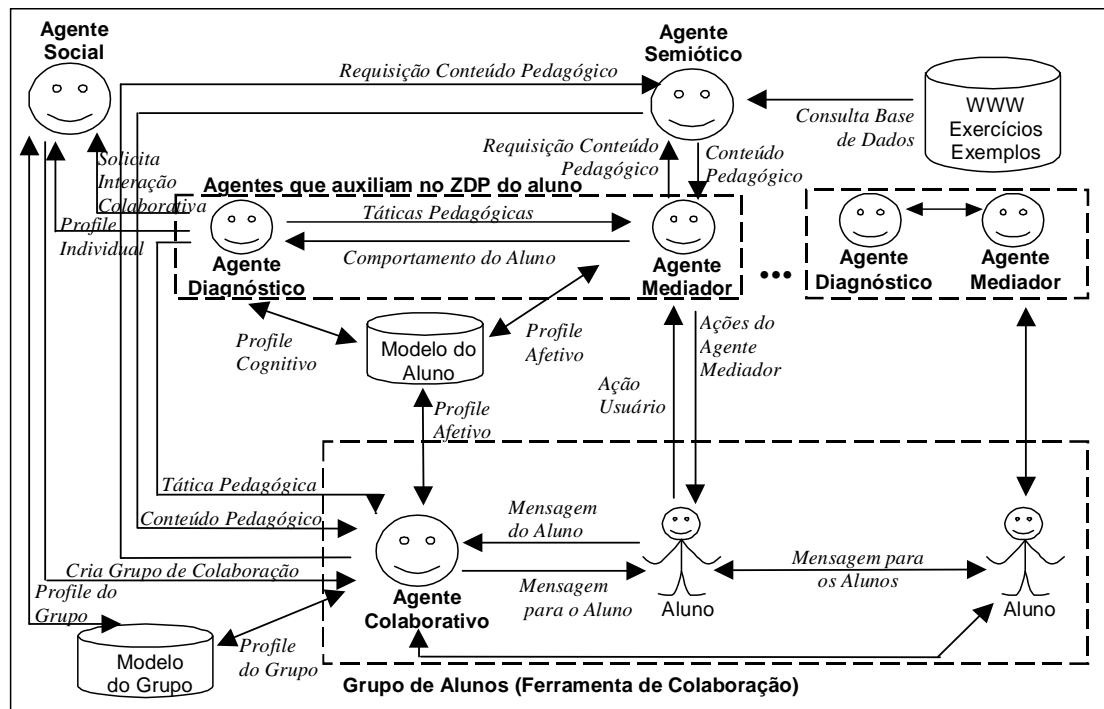 Agente
Social
Agente
Semiótico
Requisição Conteúdo Pedagógico
WWW
Exercícios
Exemplos
Consulta Base
de Dados
Requisição Conteúdo
Pedagógico
Conteúdo
Pedagógico
Solicita
Interação
Colaborativa
Profile
Individual
Agentes que auxiliam no ZDP do aluno
Táticas Pedagógicas
Comportamento do Aluno
Agente
Diagnóstico
Agente
Mediador
...
Agente
Diagnóstico
Agente
Mediador
Profile
Cognitivo
Modelo do
Aluno
Profile
Afetivo
Ações do
Agente
Mediador
Ação
Usuário
Profile
Afetivo
Tática Pedagógica
Conteúdo Pedagógico
Cria Grupo de Colaboração
Profile do
Grupo
Modelo
do Grupo
Profile
do Grupo
Agente
Colaborativo
Mensagem
do Aluno
Mensagem
para o Aluno
Aluno
Mensagem para
os Alunos
Aluno
Grupo de Alunos (Ferramenta de Colaboração)